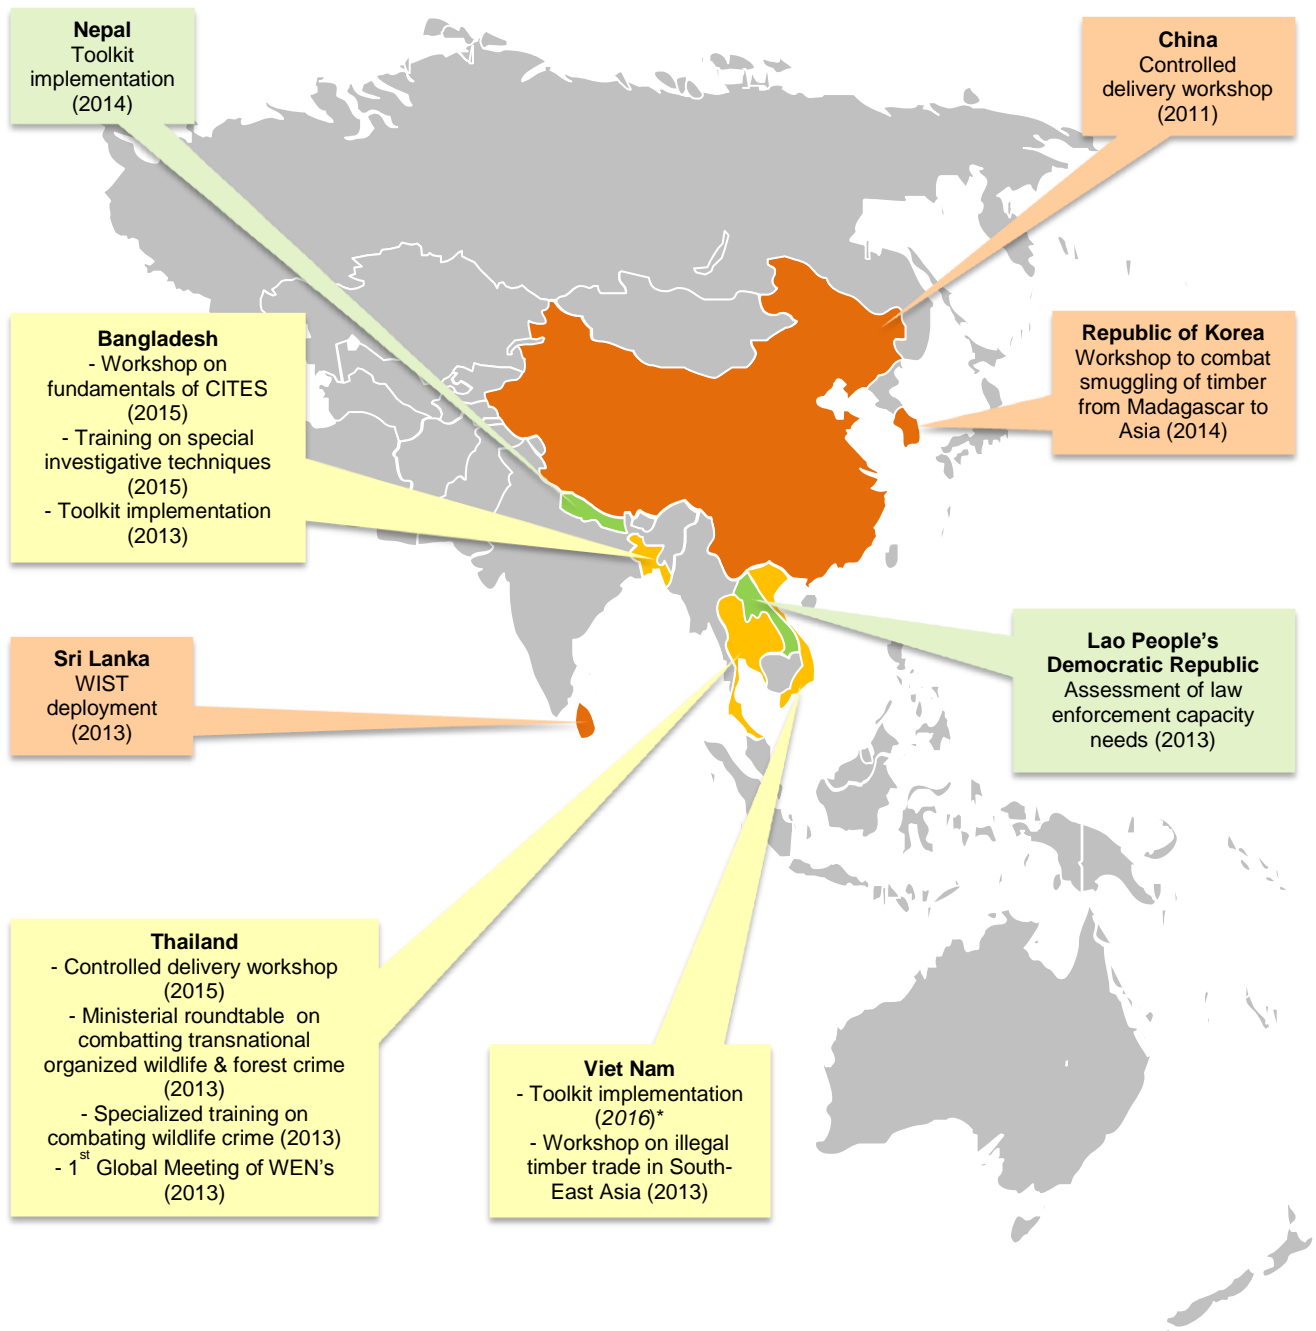 Nepal
Toolkit
implementation
(2014)
China
Controlled
delivery workshop
(2011)
Bangladesh
- Workshop on
fundamentals of CITES
(2015)
- Training on special
investigative techniques
(2015)
- Toolkit implementation
(2013)
Republic of Korea
Workshop to combat
smuggling of timber
from Madagascar to
Asia (2014)
Sri Lanka
WIST
deployment
(2013)
Lao People's
Democratic Republic
Assessment of law
enforcement capacity
needs (2013)
Thailand
- Controlled delivery workshop
(2015)
- Ministerial roundtable on
combatting transnational
organized wildlife & forest crime
(2013)
- Specialized training on
combating wildlife crime (2013)
- 1st Global Meeting of WEN's
(2013)
Viet Nam
- Toolkit implementation
(2016)*
- Workshop on illegal
timber trade in South-
East Asia (2013)